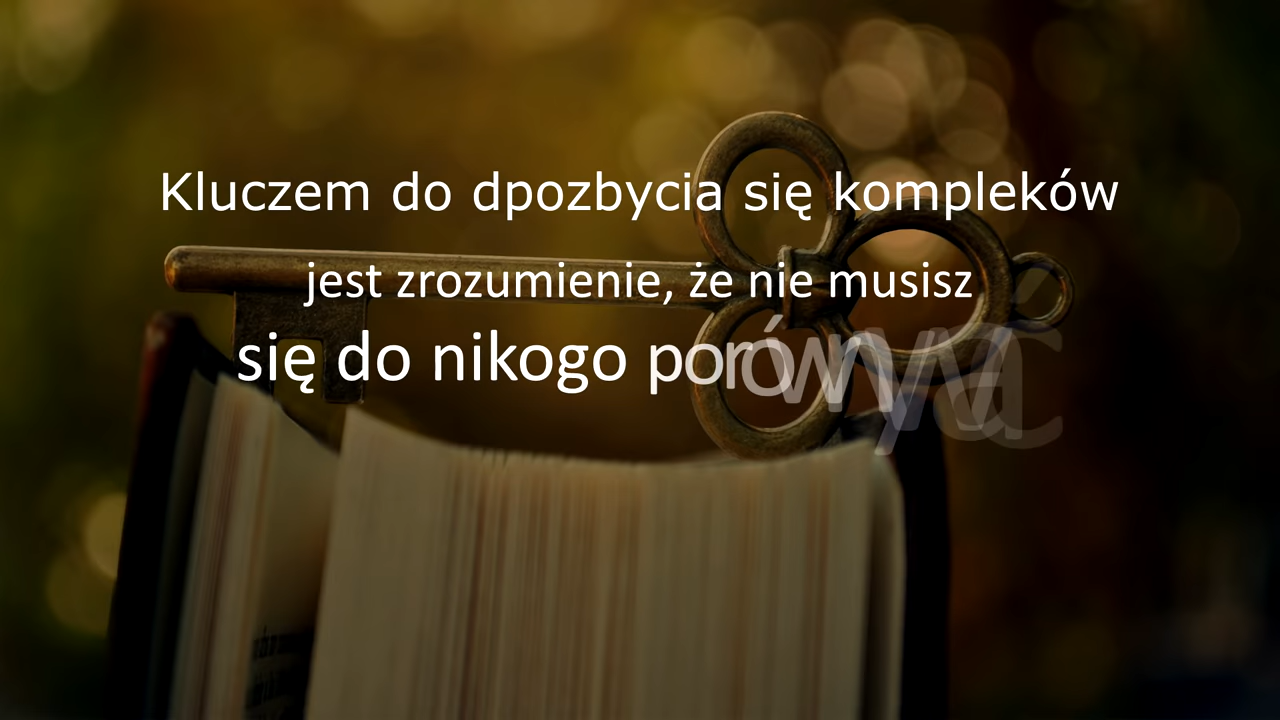 Kluczem do dpozbycia się kompleków
jest zrozumienie, że nie musisz
się do nikogo porównywać